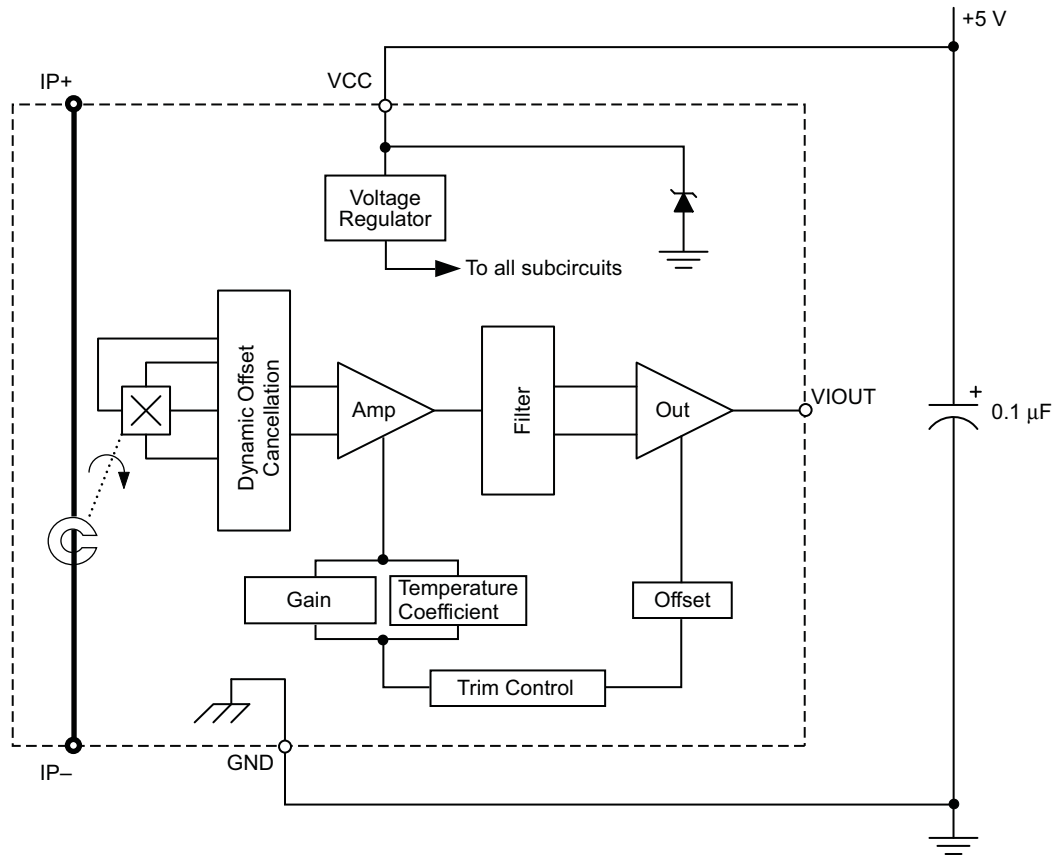 +5 V
IP+
VCC
Voltage
Regulator
To all subcircuits
Dynamic Offset
Cancellation
Amp
Filter
Out
VIOUT
+
0.1 µF
Gain
Temperature
Coefficient
Offset
Trim Control
GND
IP–